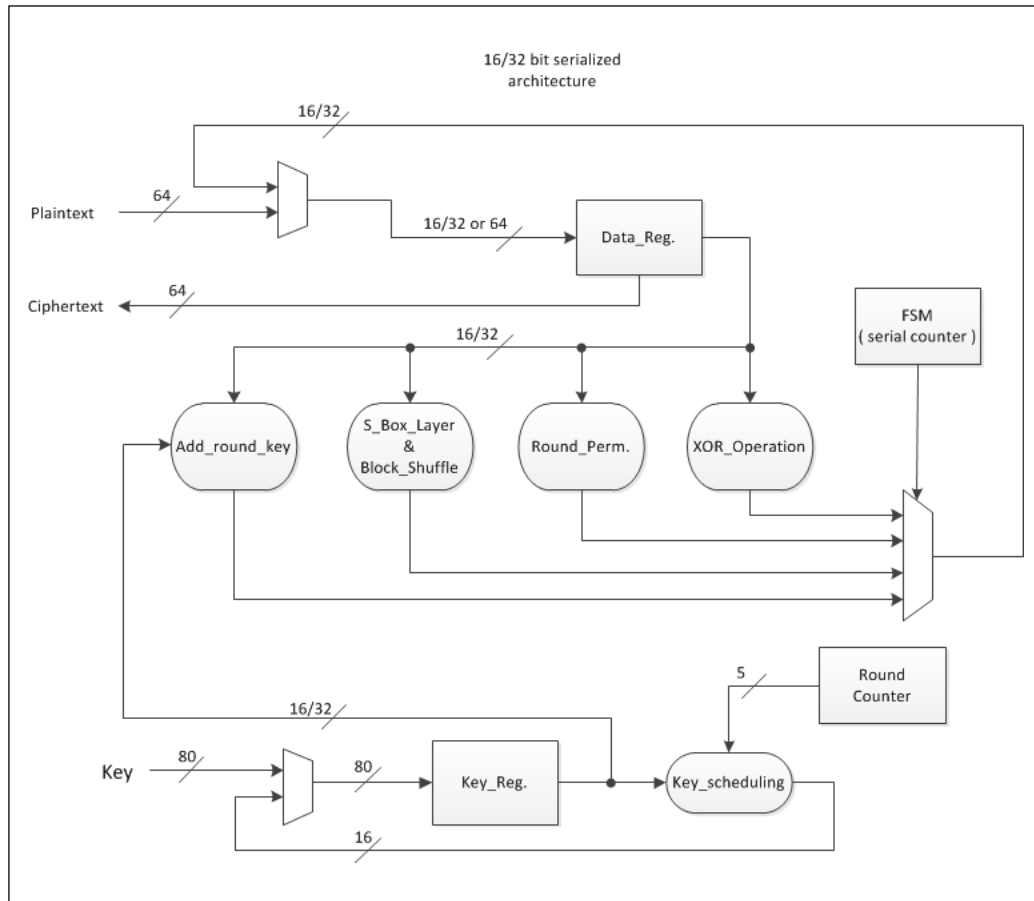 16/32 bit serialized
architecture
16/32
Plaintext
64
16/32 or 64
Data_Reg.
Ciphertext
64
FSM
( serial counter )
16/32
Add_round_key
S_Box_Layer
&
Block_Shuffle
Round_Perm.
XOR_Operation
5
Round
Counter
16/32
Key
80
80
Key_Reg.
Key_scheduling
16